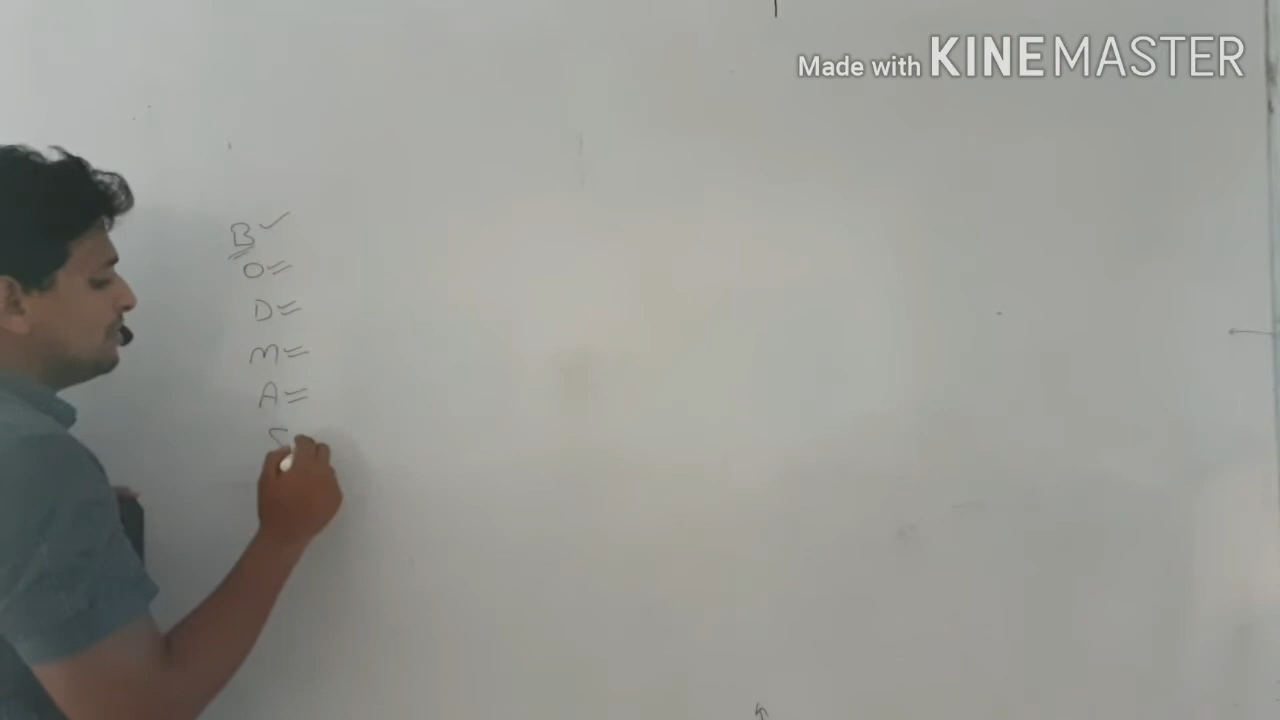 Made with KINEMASTER
B ✓
O =
D =
M =
A =
S